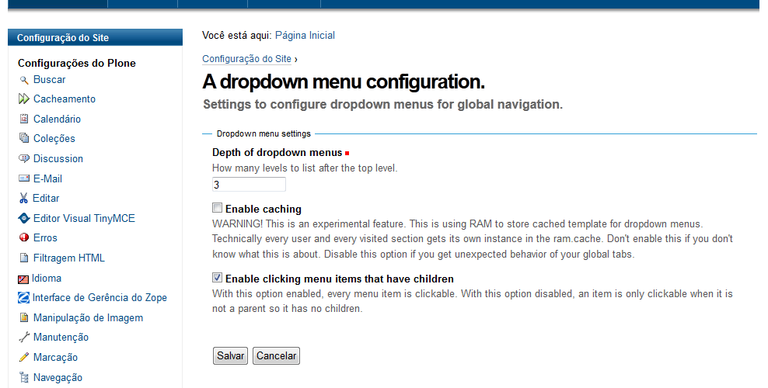 Configuração do Site
Configurações do Plone
Buscar
Cacheamento
Calendário
Coleções
Discussion
E-Mail
Editar
Editor Visual TinyMCE
Erros
Filtragem HTML
Idioma
Interface de Gerência do Zope
Manipulação de Imagem
Manutenção
Marcação
Navegação
Você está aqui: Página Inicial
Configuração do Site ›
A dropdown menu configuration.
Settings to configure dropdown menus for global navigation.
Dropdown menu settings
Depth of dropdown menus
How many levels to list after the top level.
3
Enable caching
WARNING! This is an experimental feature. This is using RAM to store cached template for dropdown menus.
Technically every user and every visited section gets its own instance in the ram.cache. Don't enable this if you don't
know what this is about. Disable this option if you get unexpected behavior of your global tabs.
Enable clicking menu items that have children
With this option enabled, every menu item is clickable. With this option disabled, an item is only clickable when it is
not a parent so it has no children.
Salvar Cancelar